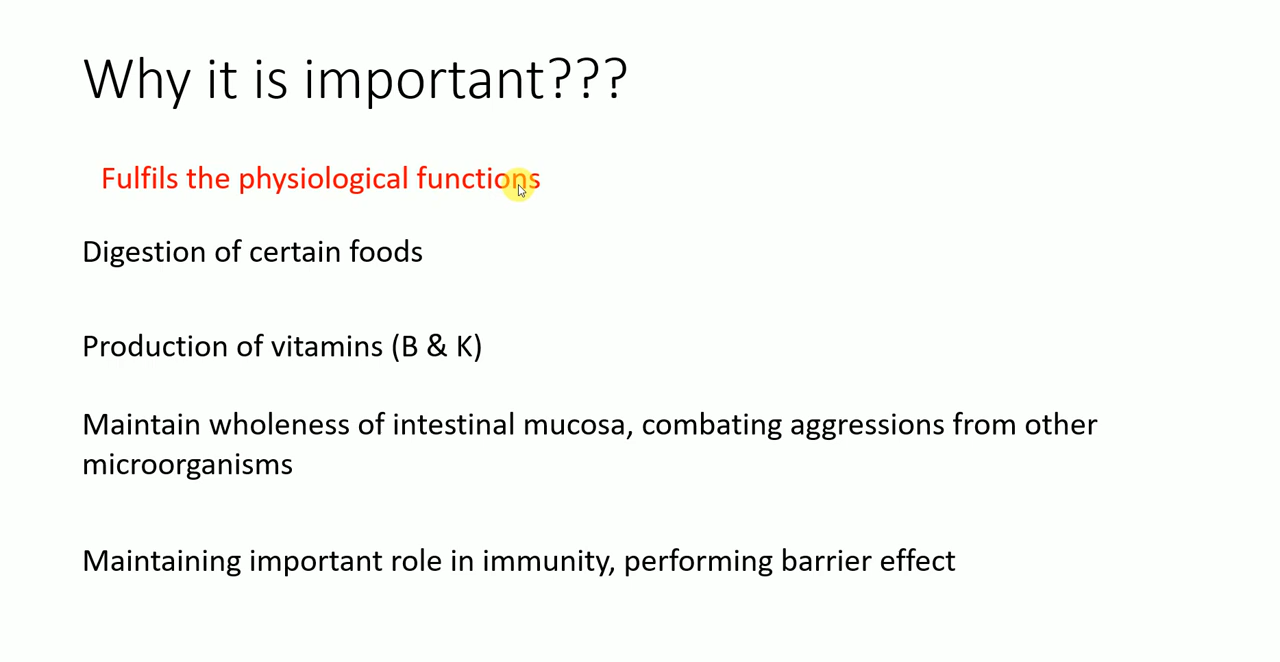 Why it is important???
Fulfils the physiological functions
Digestion of certain foods
Production of vitamins (B & K)
Maintain wholeness of intestinal mucosa, combating aggressions from other
microorganisms
Maintaining important role in immunity, performing barrier effect